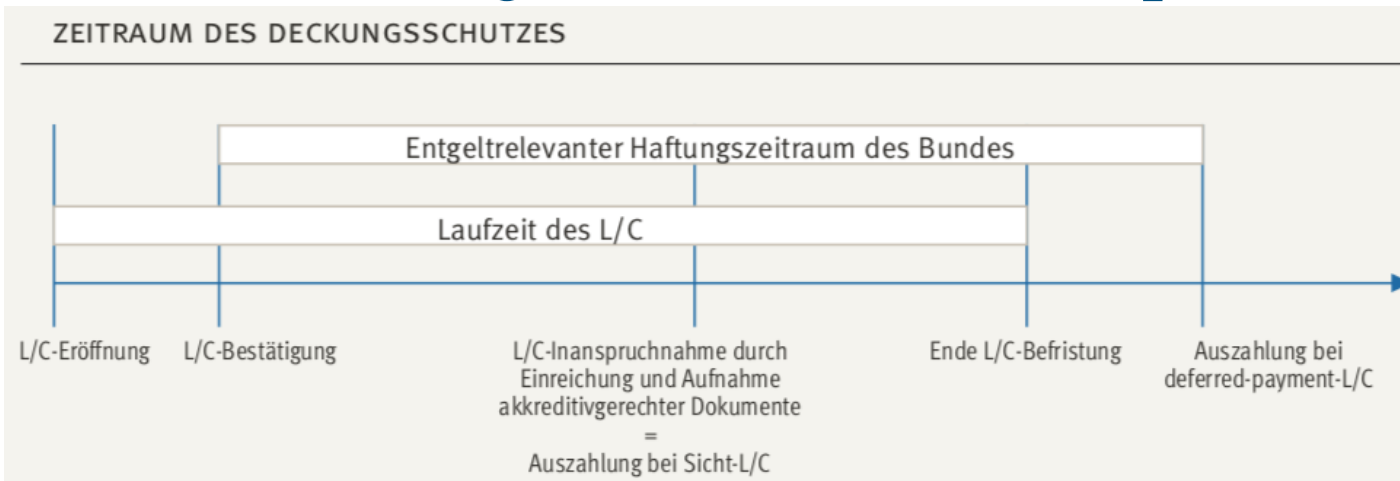 ZEITRAUM DES DECKUNGSSCHUTZES
Entgeltrelevanter Haftungszeitraum des Bundes
Laufzeit des L/C
L/C-Eröffnung
L/C-Bestätigung
L/C-Inanspruchnahme durch
Einreichung und Aufnahme
akkreditivgerechter Dokumente
=
Auszahlung bei Sicht-L/C
Ende L/C-Befristung
Auszahlung bei
deferred-payment-L/C